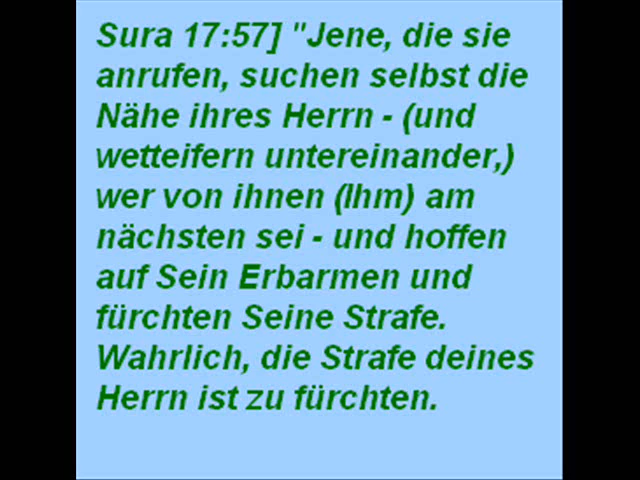 Sura 17:57] "Jene, die sie
anrufen, suchen selbst die
Nähe ihres Herrn - (und
wetteifern untereinander,)
wer von ihnen (Ihm) am
nächsten sei - und hoffen
auf Sein Erbarmen und
fürchten Seine Strafe.
Wahrlich, die Strafe deines
Herrn ist zu fürchten.